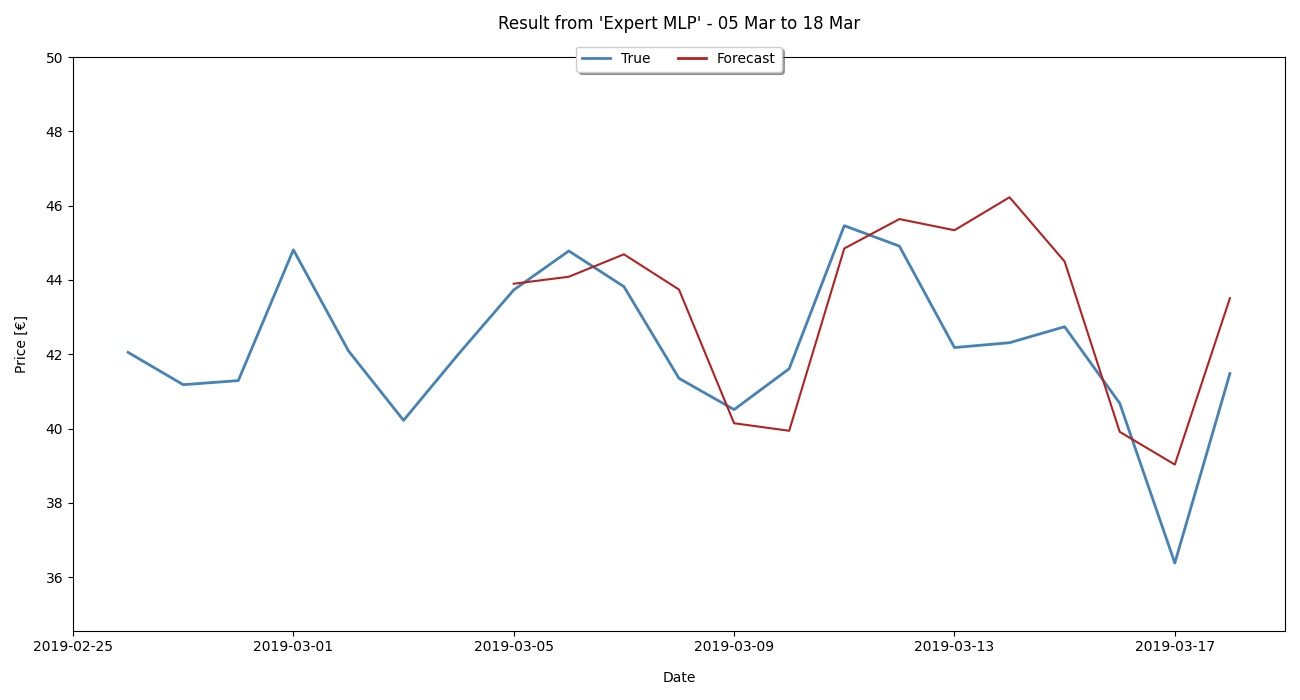 Result from 'Expert MLP' - 05 Mar to 18 Mar
True Forecast
Price [€]
50
48
46
44
42
40
38
36
2019-02-25 2019-03-01 2019-03-05 2019-03-09 2019-03-13 2019-03-17
Date